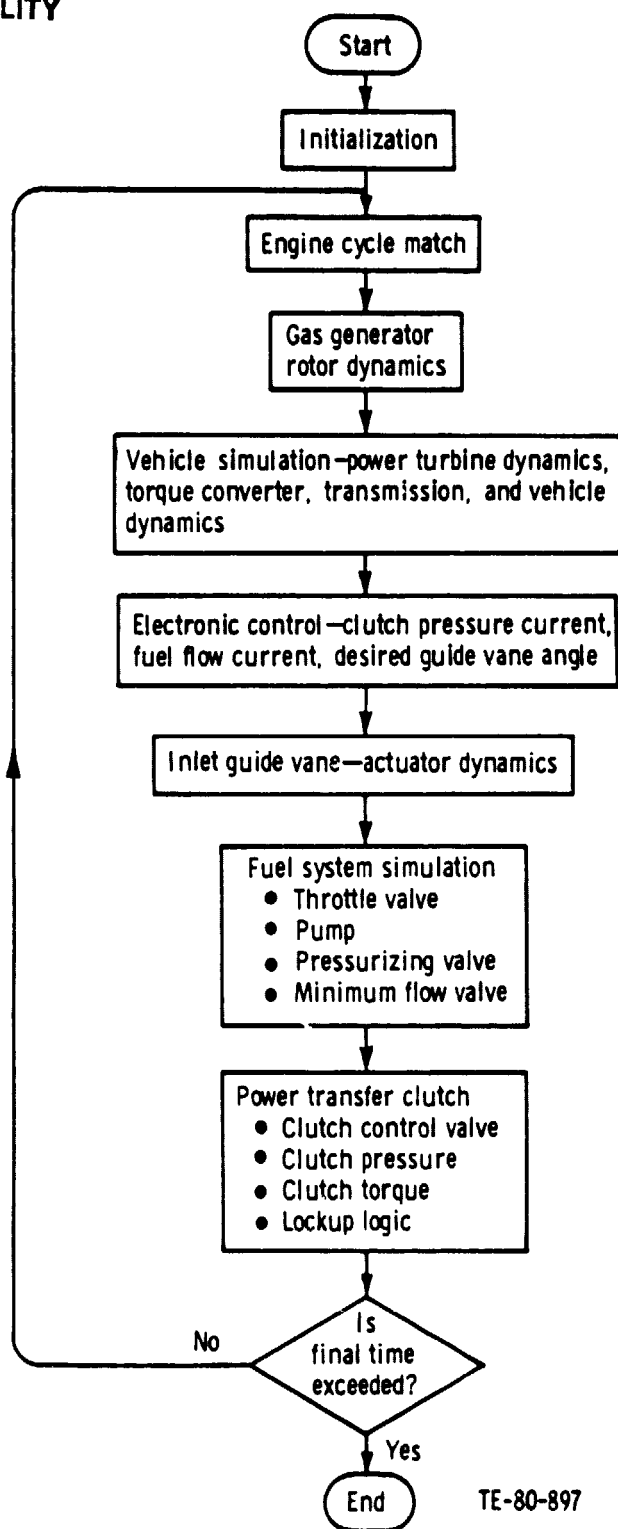 LITY
Start
Initialization
Engine cycle match
Gas generator
rotor dynamics
Vehicle simulation—power turbine dynamics,
torque converter, transmission, and vehicle
dynamics
Electronic control—clutch pressure current,
fuel flow current, desired guide vane angle
Inlet guide vane—actuator dynamics
Fuel system simulation
• Throttle valve
• Pump
• Pressurizing valve
• Minimum flow valve
Power transfer clutch
• Clutch control valve
• Clutch pressure
• Clutch torque
• Lockup logic
Is
final time
exceeded?
No
Yes
End
TE-80-897